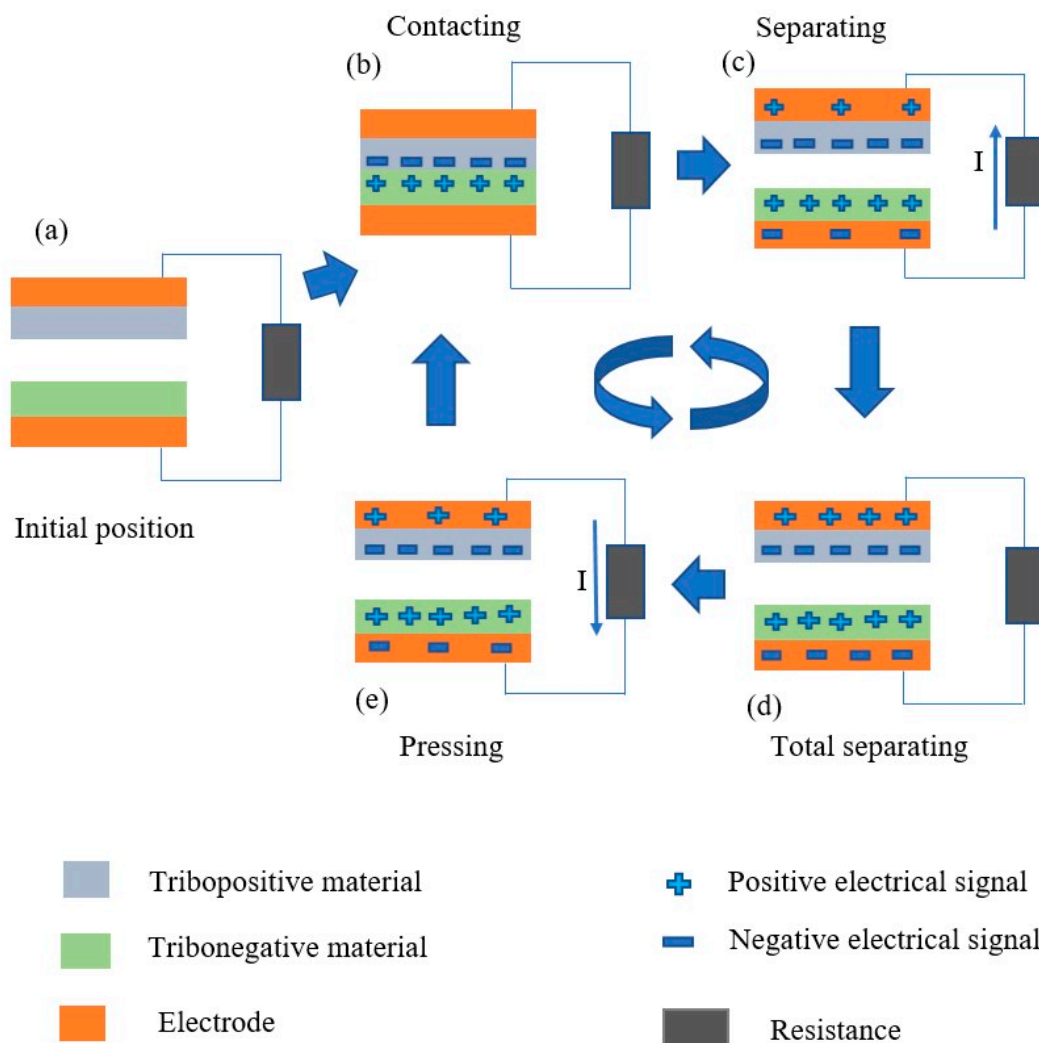 Contacting
Separating
(b)
(c)
I
(a)
Initial position
I
(e)
(d)
Pressing
Total separating
Tribopositive material
Positive electrical signal
Tribonegative material
Negative electrical signal
Electrode
Resistance